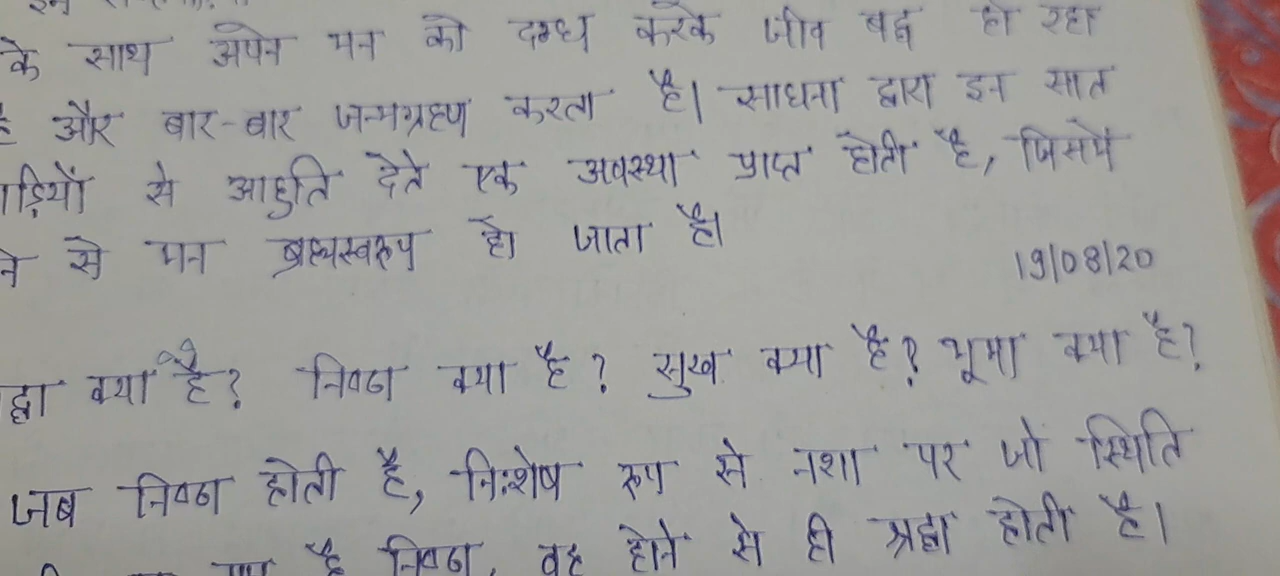 के साथ अपने मन को दग्ध करके जीव बद्ध हो रहा
है और बार-बार जन्मग्रहण करता है। साधना द्वारा इन सात
ड़ियों से आहुति देते एक अवस्था प्राप्त होती है, जिसमें
ने से मन ब्रह्मस्वरूप हो जाता है।
19/08/20
द्धा क्या है? निष्ठा क्या है? सुख क्या है? भूमा क्या है?
जब निष्ठा होती है, निःशेष रूप से नशा पर जो स्थिति
है निष्ठा, वह होने से ही श्रद्धा होती है।